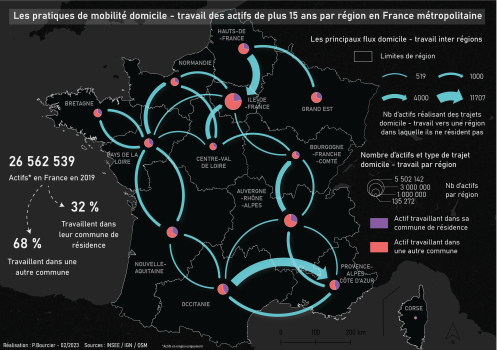 Les pratiques de mobilité domicile - travail des actifs de plus 15 ans par région en France métropolitaine
HAUTS-DE
-FRANCE
Les principaux flux domicile - travail inter régions
Limites de région
NORMANDIE
519
1000
4000
11707
BRETAGNE
ILE-DE
-FRANCE
GRAND EST
Nb d'actifs réalisant des trajets
domicile - travail vers une région
dans laquelle ils ne résident pas
PAYS DE LA
LOIRE
CENTRE-VAL
DE LOIRE
BOURGOGNE
-FRANCHE
-COMTÉ
26 562 539
Actifs* en France en 2019
Nombre d'actifs et type de trajet
domicile - travail par région
5 502 142
3 000 000
1 000 000
135 272
Nb d'actifs
par région
32 %
Travaillent dans
leur commune de
résidence
AUVERGNE
-RHÔNE
-ALPES
Actif travaillant dans sa
commune de résidence
Actif travaillant dans
une autre commune
68 %
Travaillent dans une
autre commune
NOUVELLE-
AQUITAINE
PROVENCE-
ALPES-
CÔTE D'AZUR
OCCITANIE
CORSE
0
100
200 km
Réalisation : P.Bourcier - 02/2023 Sources : INSEE / IGN / OSM